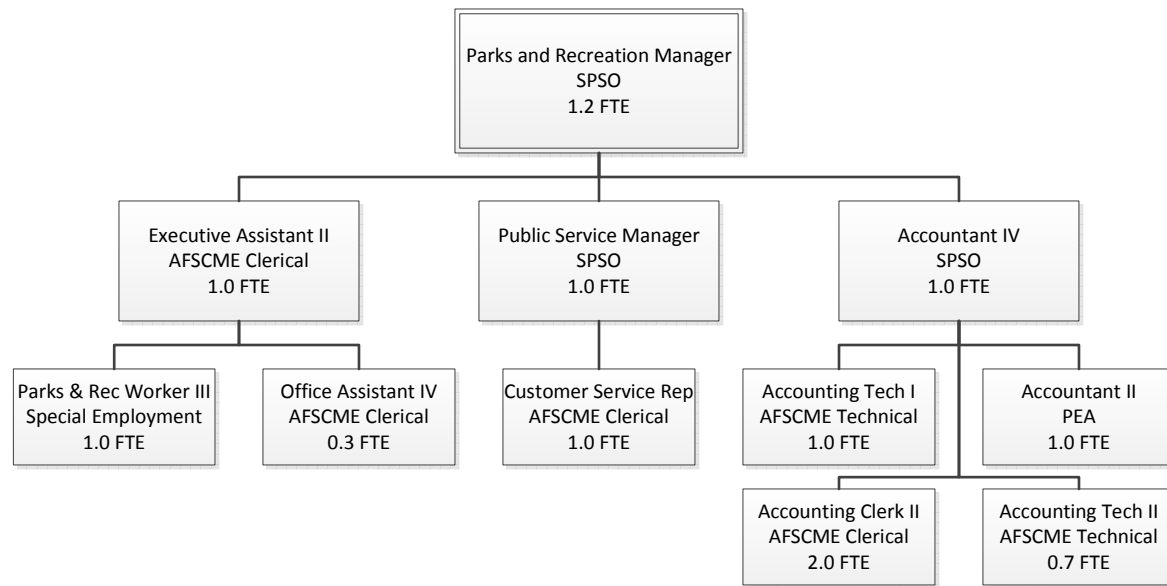 Parks and Recreation Manager
SPSO
1.2 FTE
Executive Assistant II
AFSCME Clerical
1.0 FTE
Public Service Manager
SPSO
1.0 FTE
Accountant IV
SPSO
1.0 FTE
Parks & Rec Worker III
Special Employment
1.0 FTE
Office Assistant IV
AFSCME Clerical
0.3 FTE
Customer Service Rep
AFSCME Clerical
1.0 FTE
Accounting Tech I
AFSCME Technical
1.0 FTE
Accountant II
PEA
1.0 FTE
Accounting Clerk II
AFSCME Clerical
2.0 FTE
Accounting Tech II
AFSCME Technical
0.7 FTE